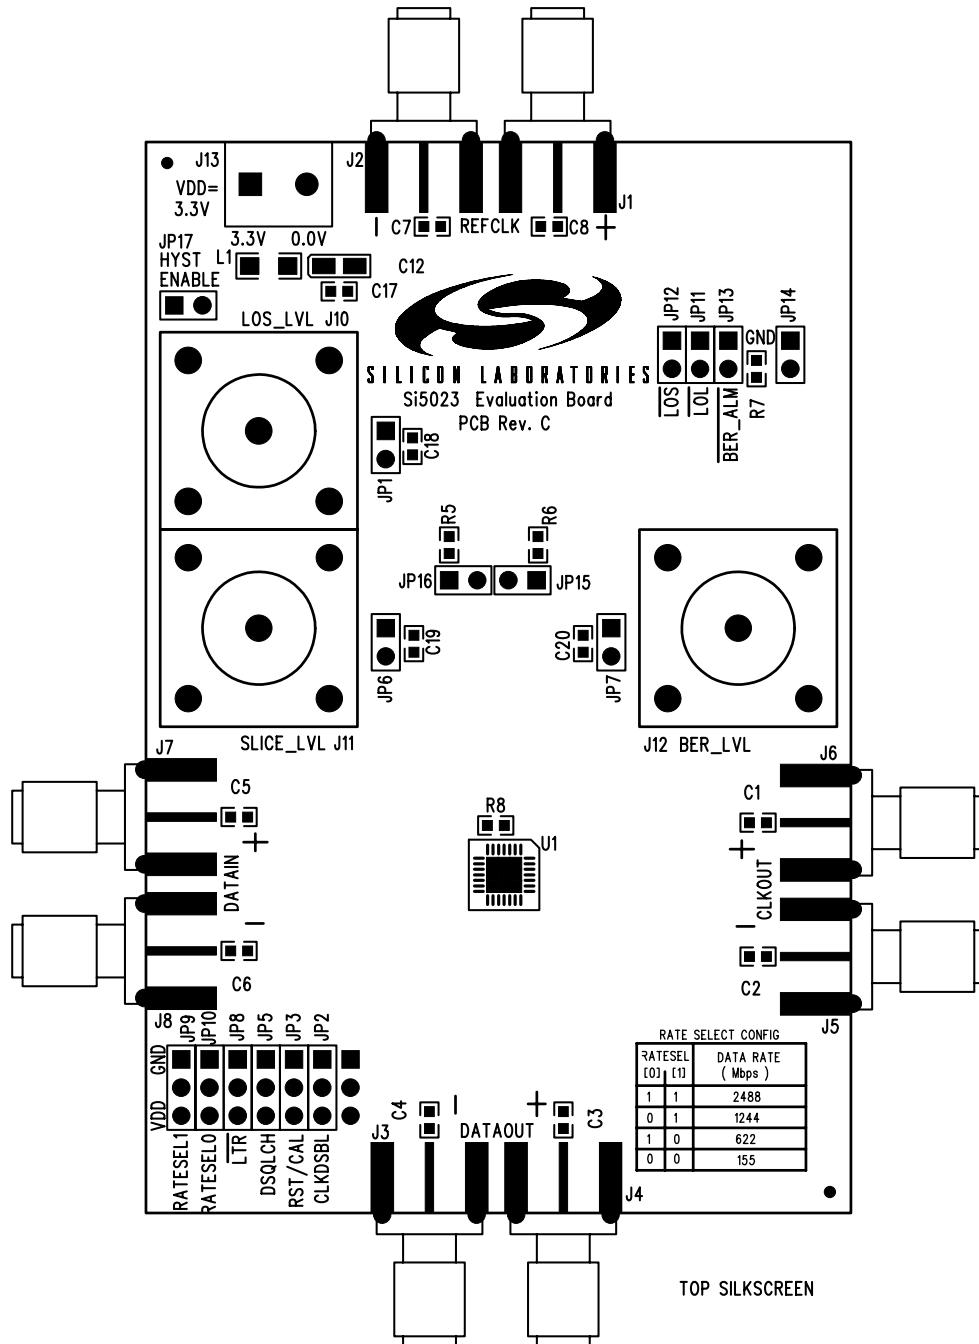 J13
J2
J1
VDD=
3.3V
3.3V
0.0V
C7
REFCLK
C8
-
+
JP17
HYST
ENABLE
L1
C12
C17
LOS_LVL J10
SILICON LABORATORIES
Si5023 Evaluation Board
PCB Rev. C
JP12
JP11
JP13
JP14
GND
LOS
LOL
BER_ALM
R7
JP1
C18
R5
R6
JP16
JP15
JP6
C19
C20
JP7
SLICE_LVL J11
J12 BER_LVL
J7
J6
C5
C1
R8
U1
+
+
DATAIN
CLKOUT
-
-
C6
C2
J8
J5
JP9
JP10
JP8
JP5
JP3
JP2
GND
VDD
RATESEL1
RATESEL0
LTR
DSQLCH
RST/CAL
CLKDSBL
RATE SELECT CONFIG
RATESEL DATA RATE
[0] [1] ( Mbps )
1 1 2488
0 1 1244
1 0 622
0 0 155
C4
-
+
C3
J3
DATAOUT
J4
TOP SILKSCREEN